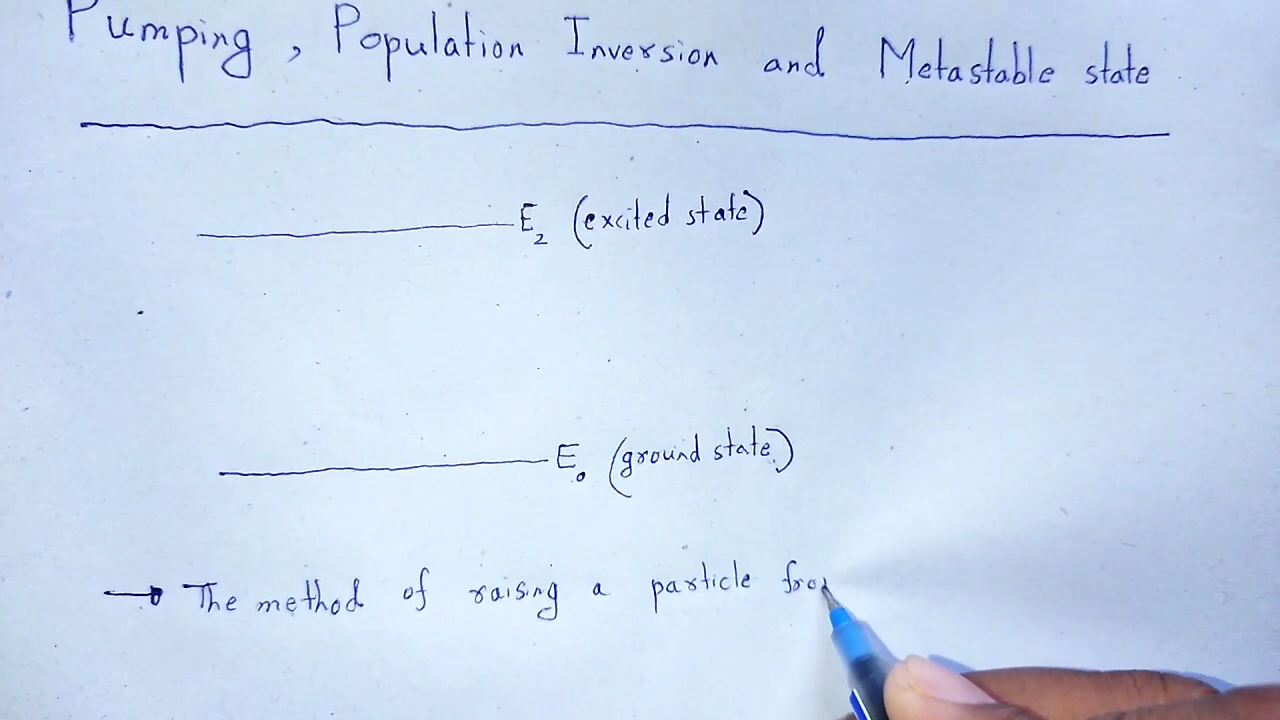 Pumping, Population Inversion and Metastable state
E₂ (excited state)
E₀ (ground state)
→ The method of raising a particle